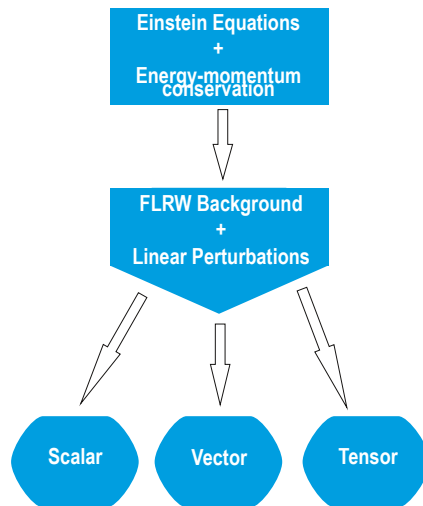 Einstein Equations
+
Energy-momentum
conservation
FLRW Background
+
Linear Perturbations
Scalar
Vector
Tensor